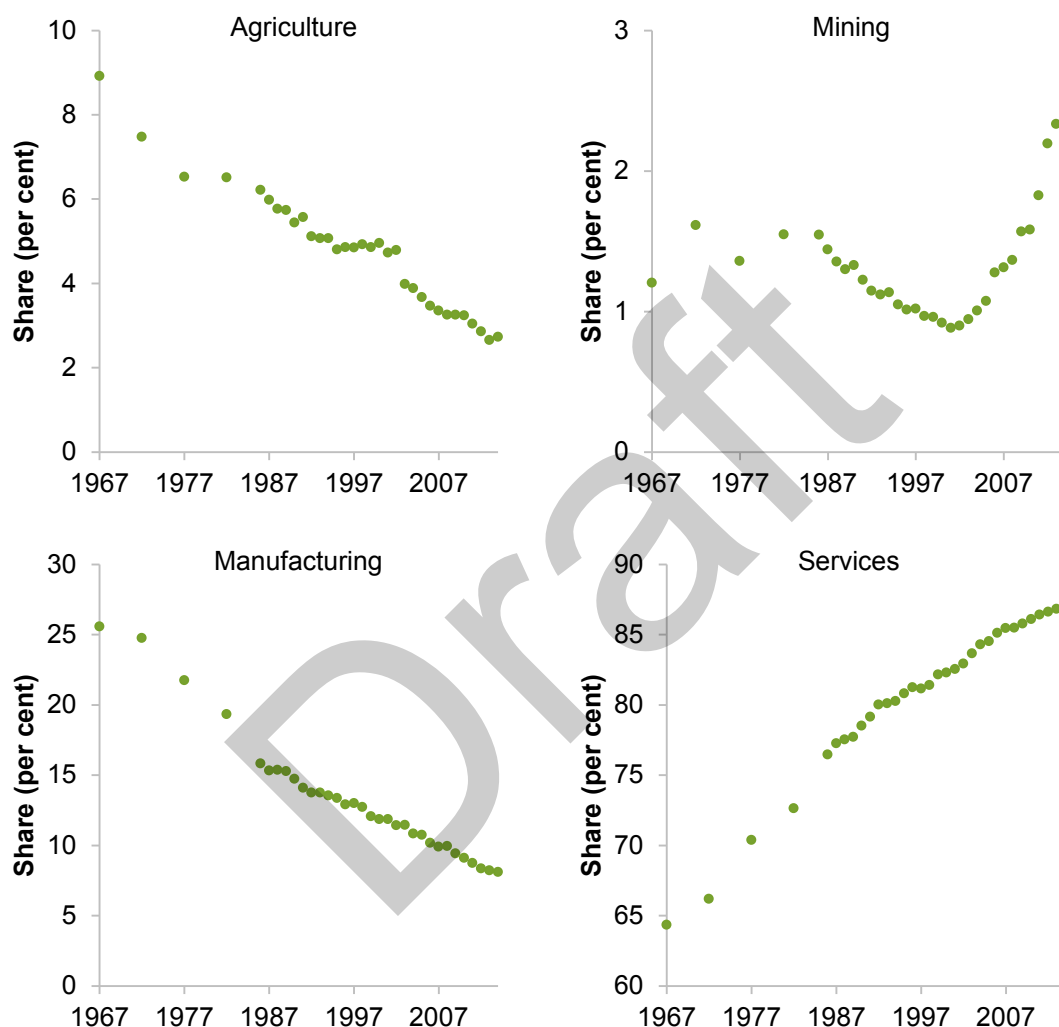 Agriculture
Share (per cent)
10
8
6
4
2
0
1967 1977 1987 1997 2007
Mining
Share (per cent)
3
2
1
0
1967 1977 1987 1997 2007
Manufacturing
Share (per cent)
30
25
20
15
10
5
0
1967 1977 1987 1997 2007
Services
Share (per cent)
90
85
80
75
70
65
60
1967 1977 1987 1997 2007
Draft